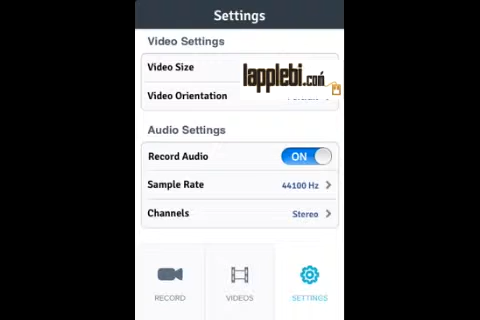 Settings
Video Settings
Video Size
lapplebi.com
Video Orientation
Audio Settings
Record Audio ON
Sample Rate 44100 Hz
Channels Stereo
RECORD VIDEOS SETTINGS